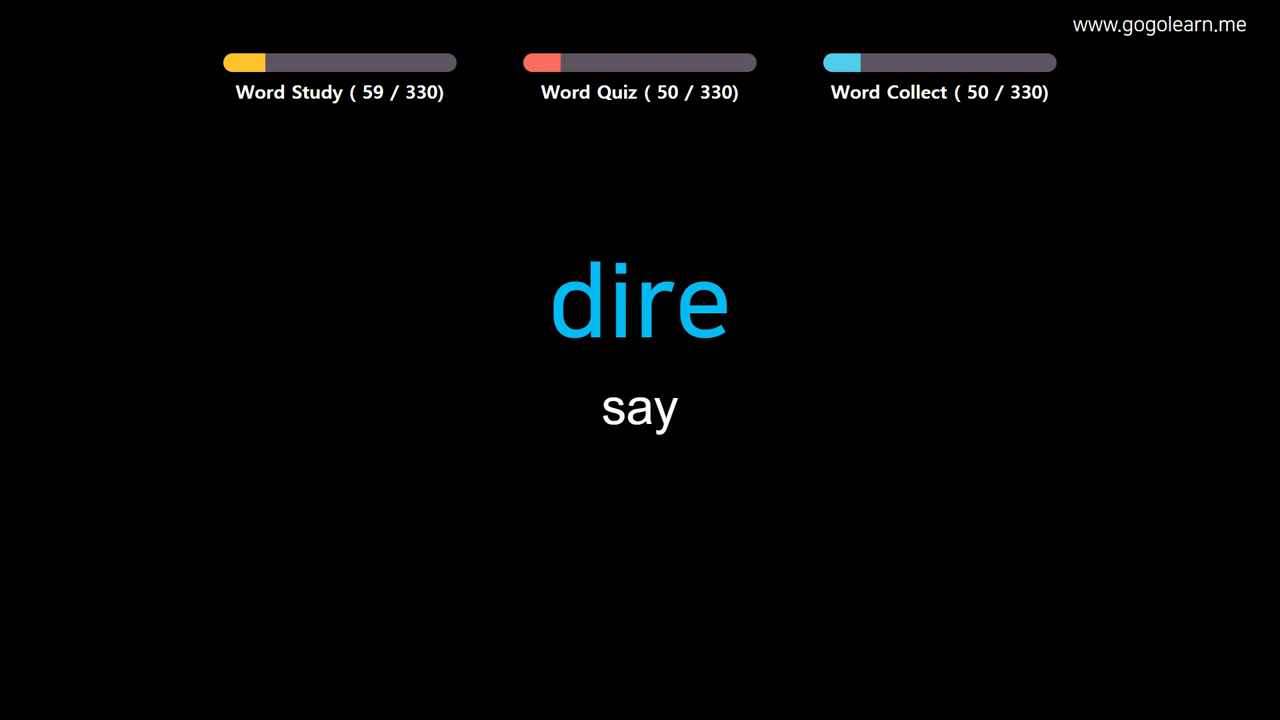 www.gogolearn.me
Word Study ( 59 / 330)
Word Quiz ( 50 / 330)
Word Collect ( 50 / 330)
dire
say